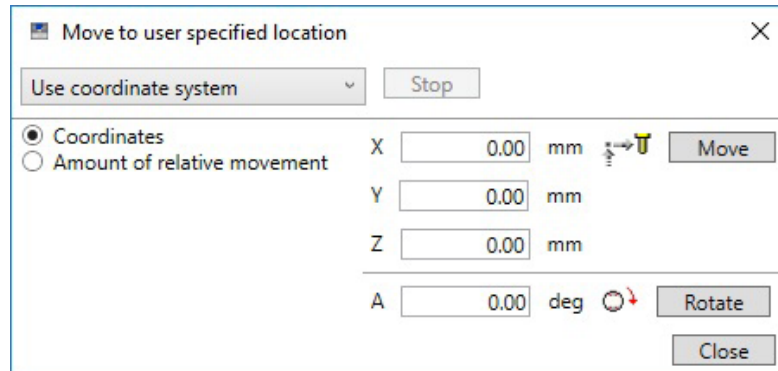 Move to user specified location
Use coordinate system
Stop
Coordinates
Amount of relative movement
X 0.00 mm Move
Y 0.00 mm
Z 0.00 mm
A 0.00 deg Rotate
Close